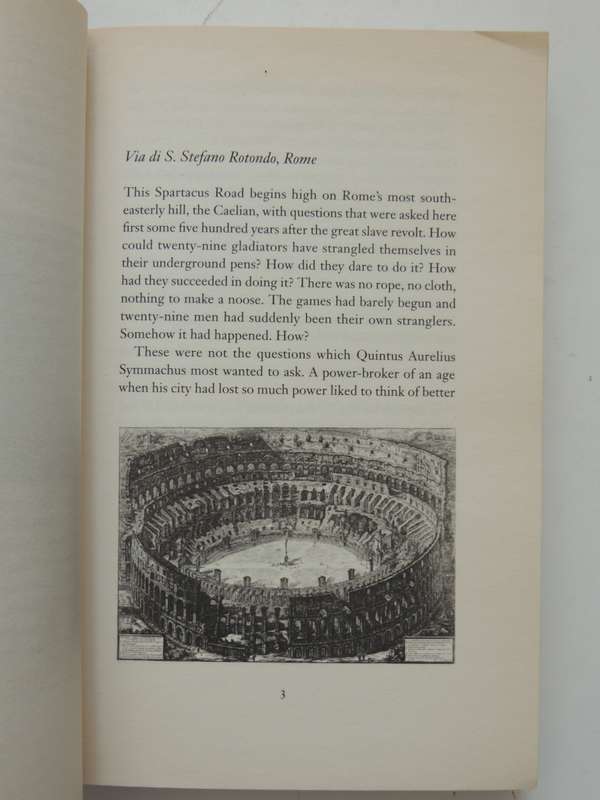 Via di S. Stefano Rotondo, Rome
This Spartacus Road begins high on Rome's most south-
easterly hill, the Caelian, with questions that were asked here
first some five hundred years after the great slave revolt. How
could twenty-nine gladiators have strangled themselves in
their underground pens? How did they dare to do it? How
had they succeeded in doing it? There was no rope, no cloth,
nothing to make a noose. The games had barely begun and
twenty-nine men had suddenly been their own stranglers.
Somehow it had happened. How?
These were not the questions which Quintus Aurelius
Symmachus most wanted to ask. A power-broker of an age
when his city had lost so much power liked to think of better
3